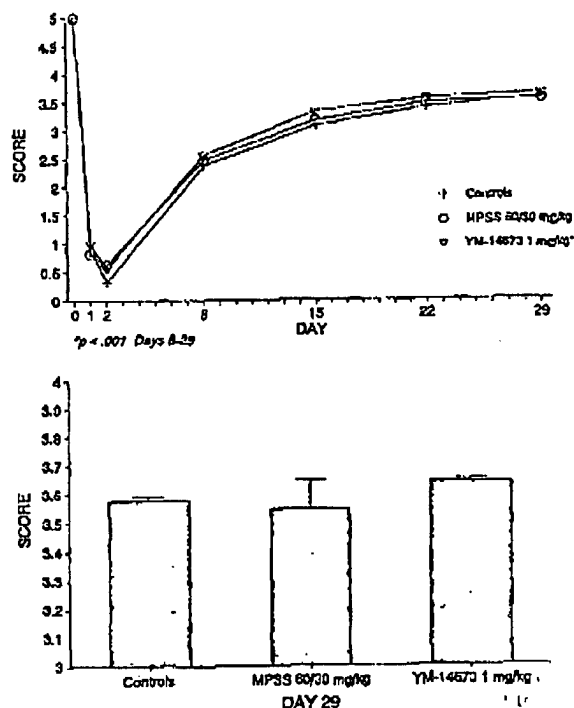 5
4.5
4
3.5
3
2.5
2
1.5
1
0.5
0
SCORE
0 1 2 8 15 22 29
DAY
Controls
MPSS 60/30 mg/kg
YM-14673 1 mg/kg*
*p < .001 Days 8-29
4
3.9
3.8
3.7
3.6
3.5
3.4
3.3
3.2
3.1
3
SCORE
Controls MPSS 60/30 mg/kg YM-14673 1 mg/kg
DAY 29